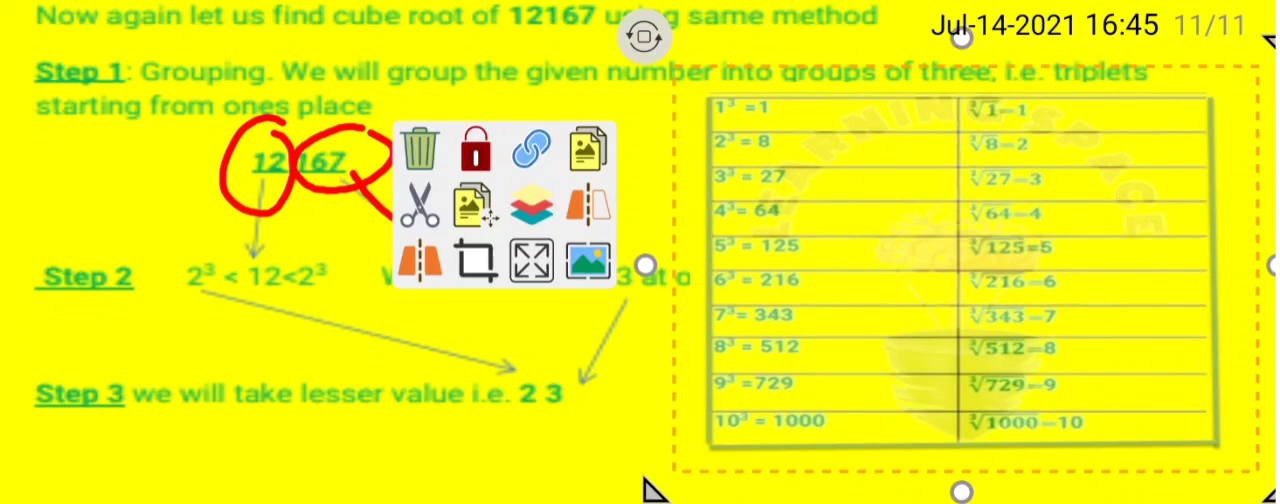 Now again let us find cube root of 12167 same method
Jul-14-2021 16:45 11/11
Step 1: Grouping. We will group the given number into groups of three, i.e. triplets
starting from ones place
12 167
Step 2 2³ < 12<2³ 3 at
Step 3 we will take lesser value i.e. 2 3
LEARNING SPACE
1³ =1 ∛1=1
2³ = 8 ∛8=2
3³ = 27 ∛27=3
4³= 64 ∛64=4
5³ = 125 ∛125=5
6³ = 216 ∛216=6
7³= 343 ∛343=7
8³ = 512 ∛512=8
9³ =729 ∛729=9
10³ = 1000 ∛1000=10